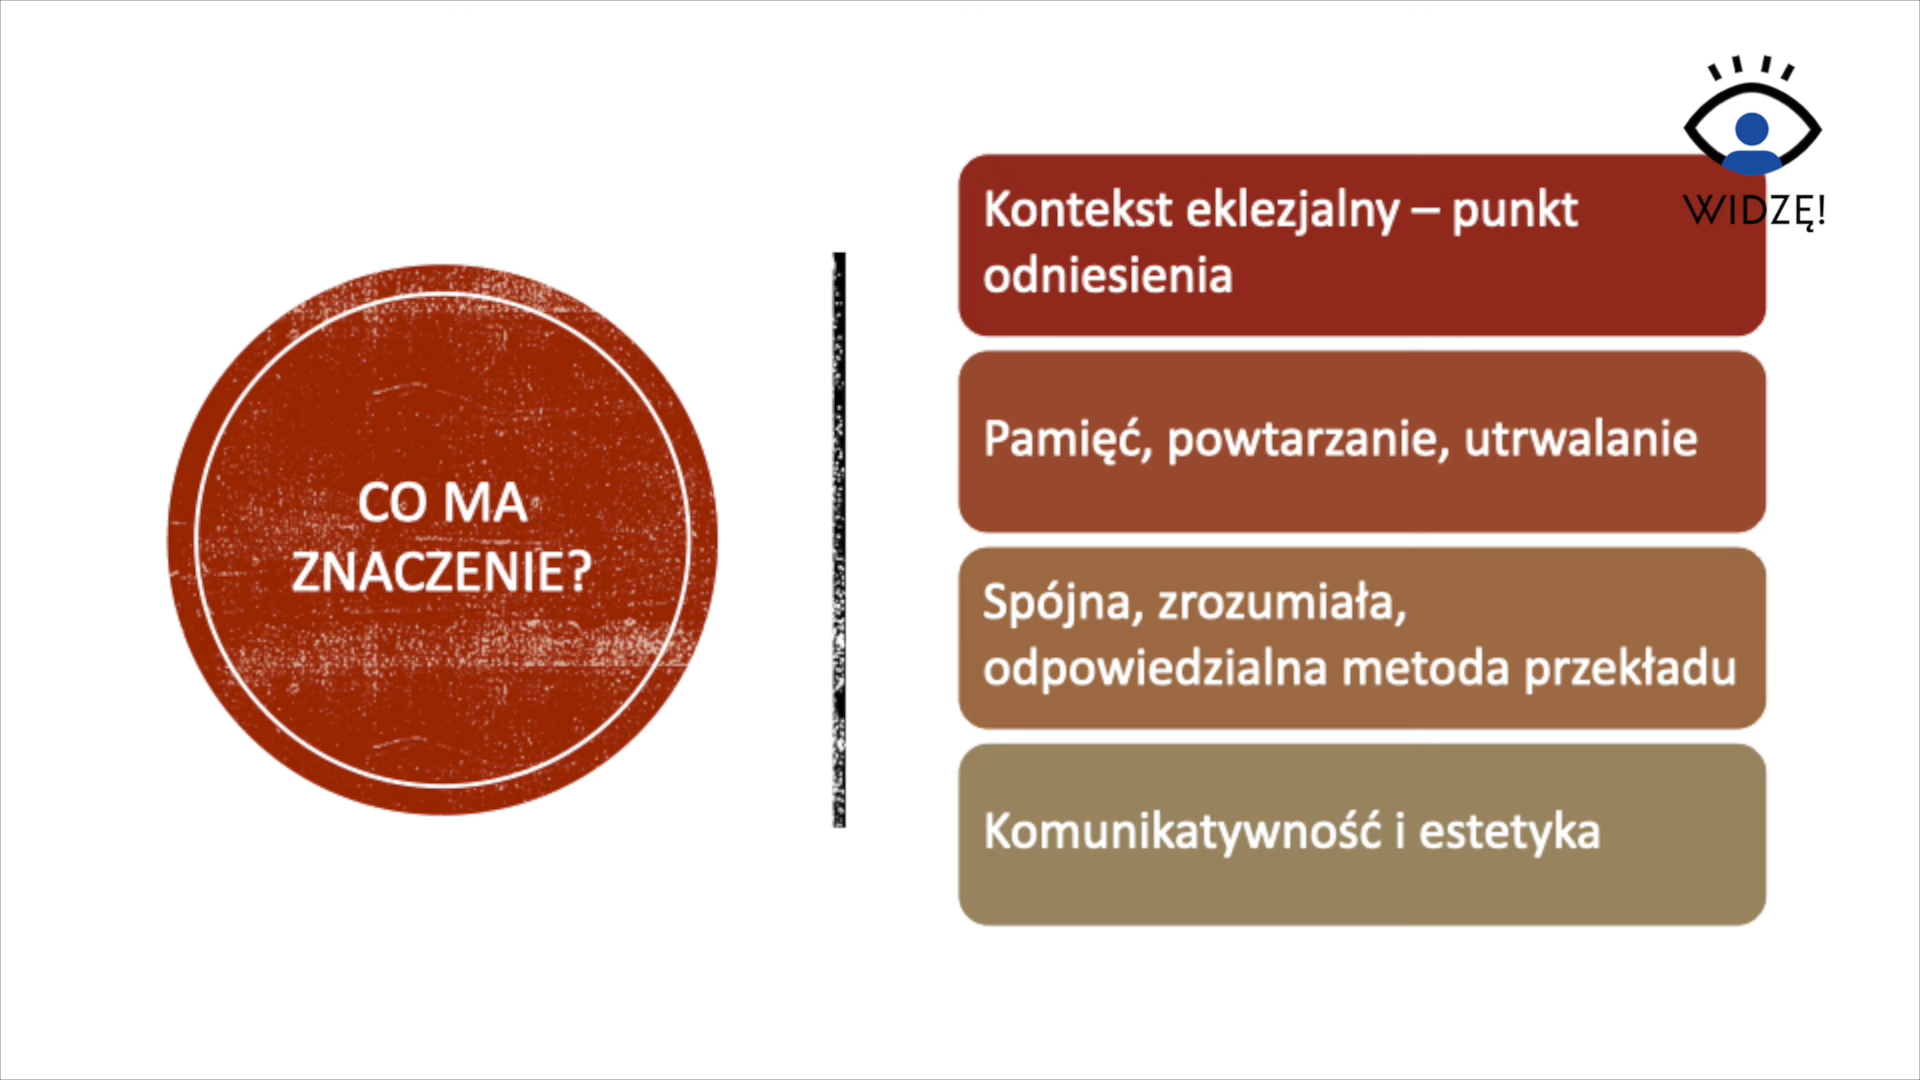 CO MA
ZNACZENIE?
Kontekst eklezjalny – punkt
odniesienia
Pamięć, powtarzanie, utrwalanie
Spójna, zrozumiała,
odpowiedzialna metoda przekładu
Komunikatywność i estetyka
WIDZĘ!